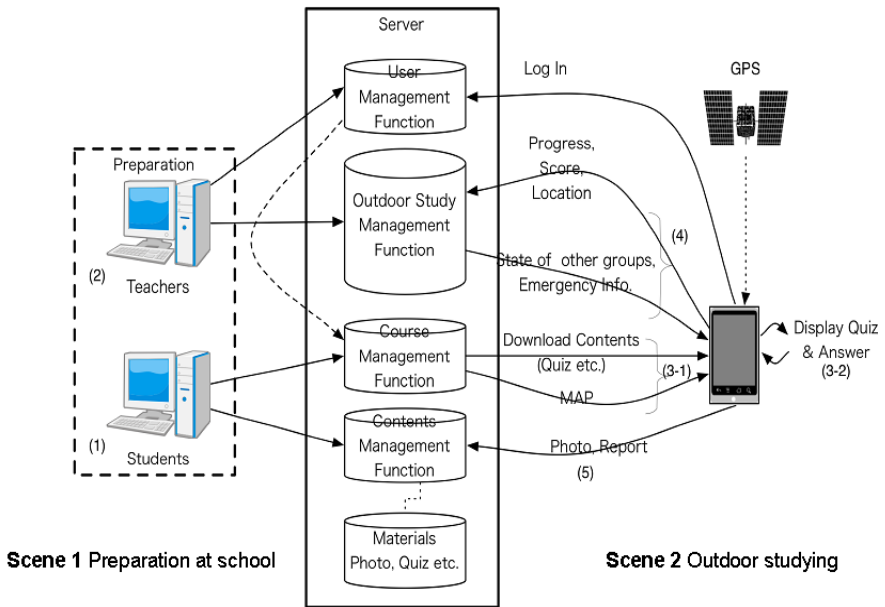 Server
User
Management
Function
Log In
GPS
Preparation
(2)
Teachers
Outdoor Study
Management
Function
Progress,
Score,
Location
(4)
State of other groups,
Emergency Info.
(1)
Students
Course
Management
Function
Download Contents
(Quiz etc.)
(3-1)
MAP
Display Quiz
& Answer
(3-2)
Contents
Management
Function
Photo, Report
(5)
Materials
Photo, Quiz etc.
Scene 1 Preparation at school
Scene 2 Outdoor studying